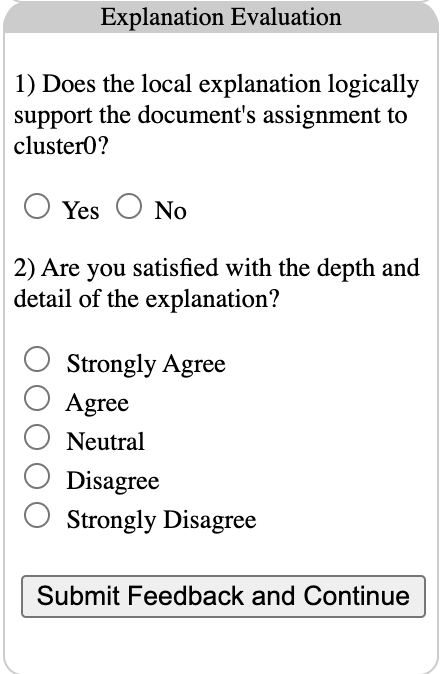 Explanation Evaluation
1) Does the local explanation logically
support the document's assignment to
cluster0?
Yes No
2) Are you satisfied with the depth and
detail of the explanation?
Strongly Agree
Agree
Neutral
Disagree
Strongly Disagree
Submit Feedback and Continue